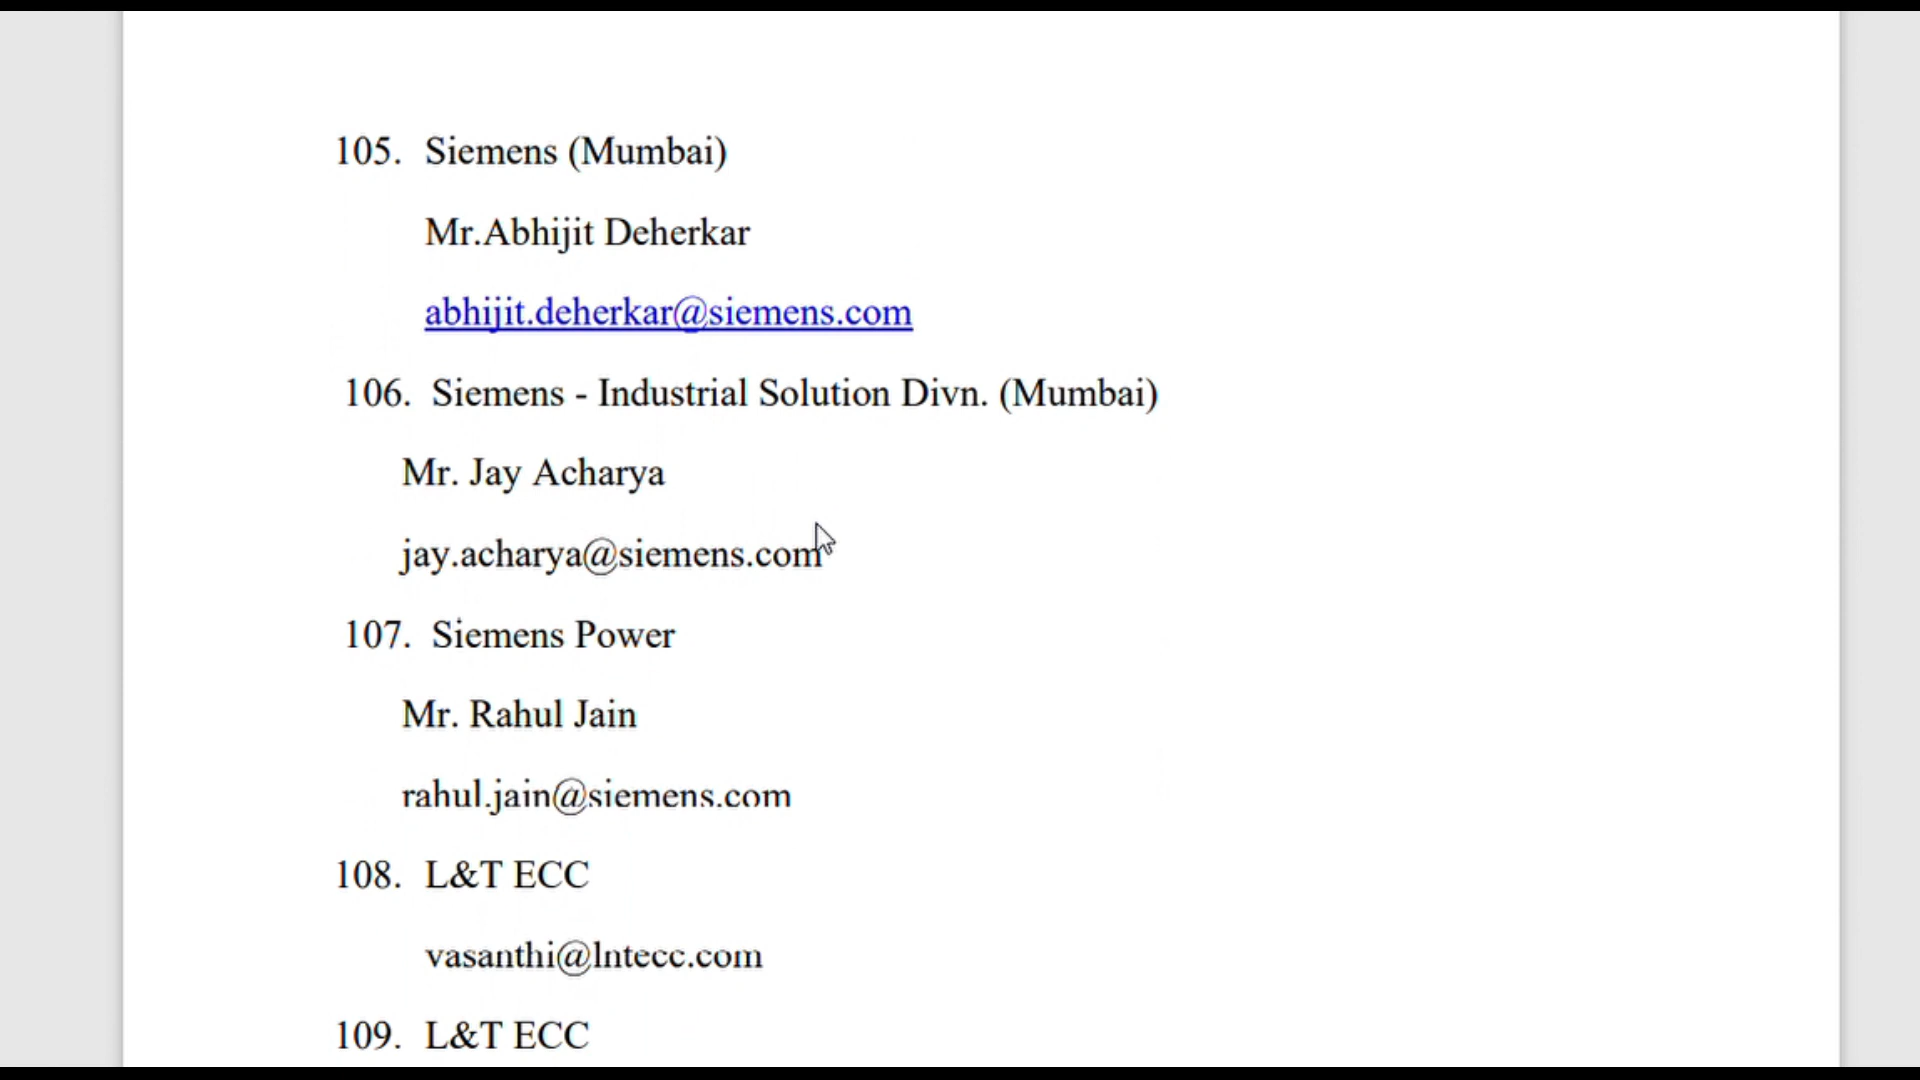 105. Siemens (Mumbai)
Mr.Abhijit Deherkar
abhijit.deherkar@siemens.com
106. Siemens - Industrial Solution Divn. (Mumbai)
Mr. Jay Acharya
jay.acharya@siemens.com
107. Siemens Power
Mr. Rahul Jain
rahul.jain@siemens.com
108. L&T ECC
vasanthi@lntecc.com
109. L&T ECC